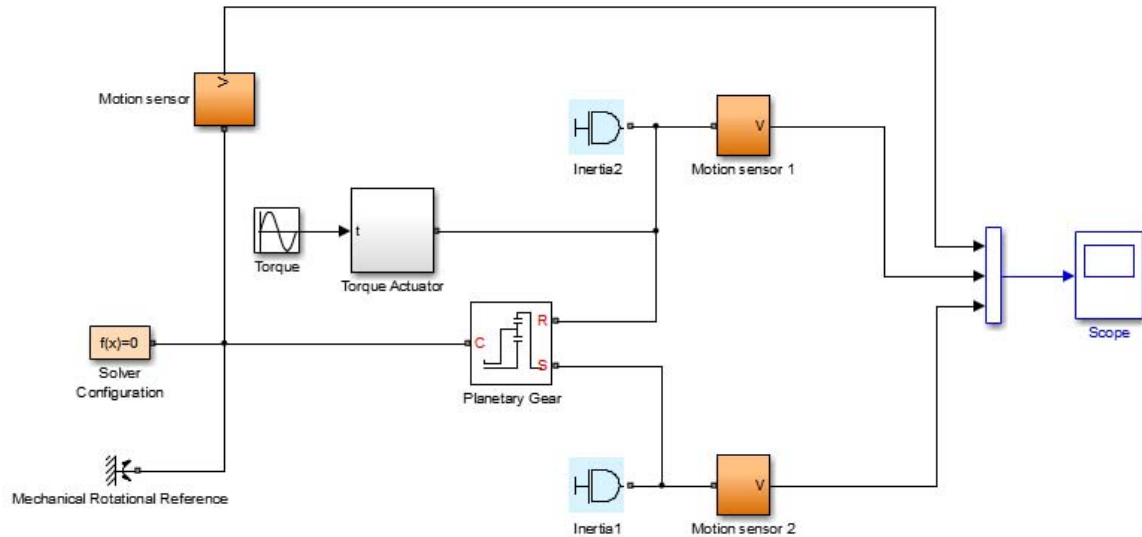 V
Motion sensor
Inertia2
V
Motion sensor 1
t
Torque
Torque Actuator
R
C
S
Planetary Gear
f(x)=0
Solver
Configuration
Scope
Mechanical Rotational Reference
Inertia1
V
Motion sensor 2